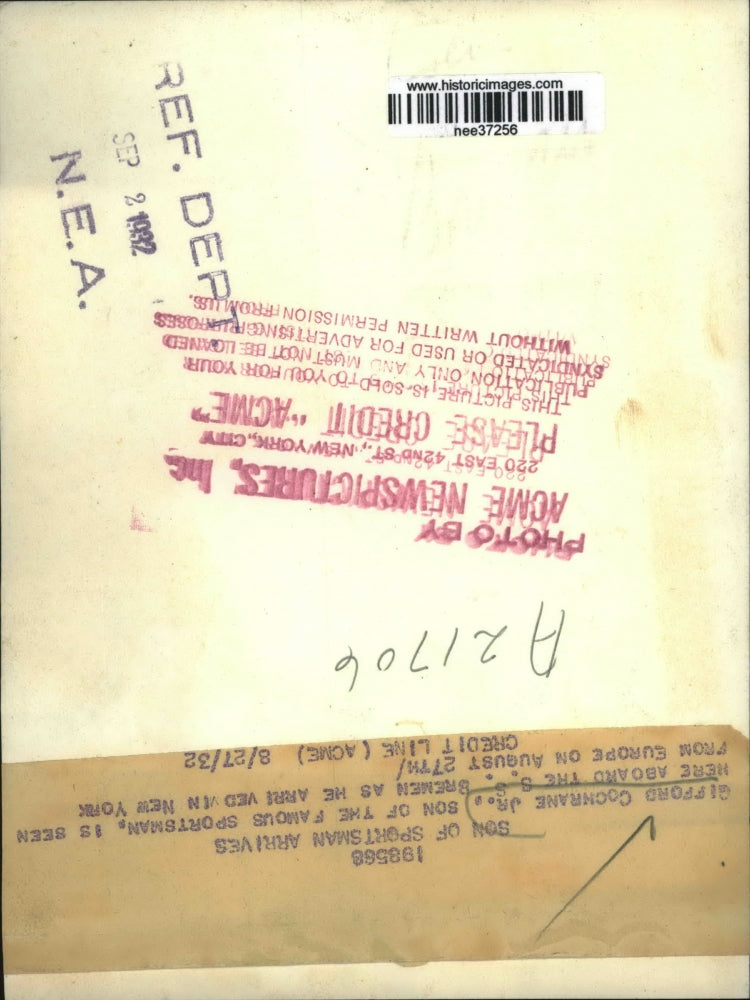 www.historicimages.com
nee37256
REF. DEPT.
SEP 2 1932
N.E.A.
PHOTO BY
ACME NEWSPICTURES, Inc.
220 EAST 42ND ST., NEW YORK, CITY
PLEASE CREDIT "ACME"
THIS PICTURE IS SOLD TO YOU FOR YOUR
PUBLICATION ONLY AND MUST NOT BE LOANED
SYNDICATED OR USED FOR ADVERTISING PURPOSES
WITHOUT WRITTEN PERMISSION FROM US.
A21706
198568
SON OF SPORTSMAN ARRIVES
GIFFORD COCHRANE JR., SON OF THE FAMOUS SPORTSMAN, IS SEEN
HERE ABOARD THE S.S. BREMEN AS HE ARRIVED IN NEW YORK
FROM EUROPE ON AUGUST 27TH/
CREDIT LINE (ACME) 8/27/32